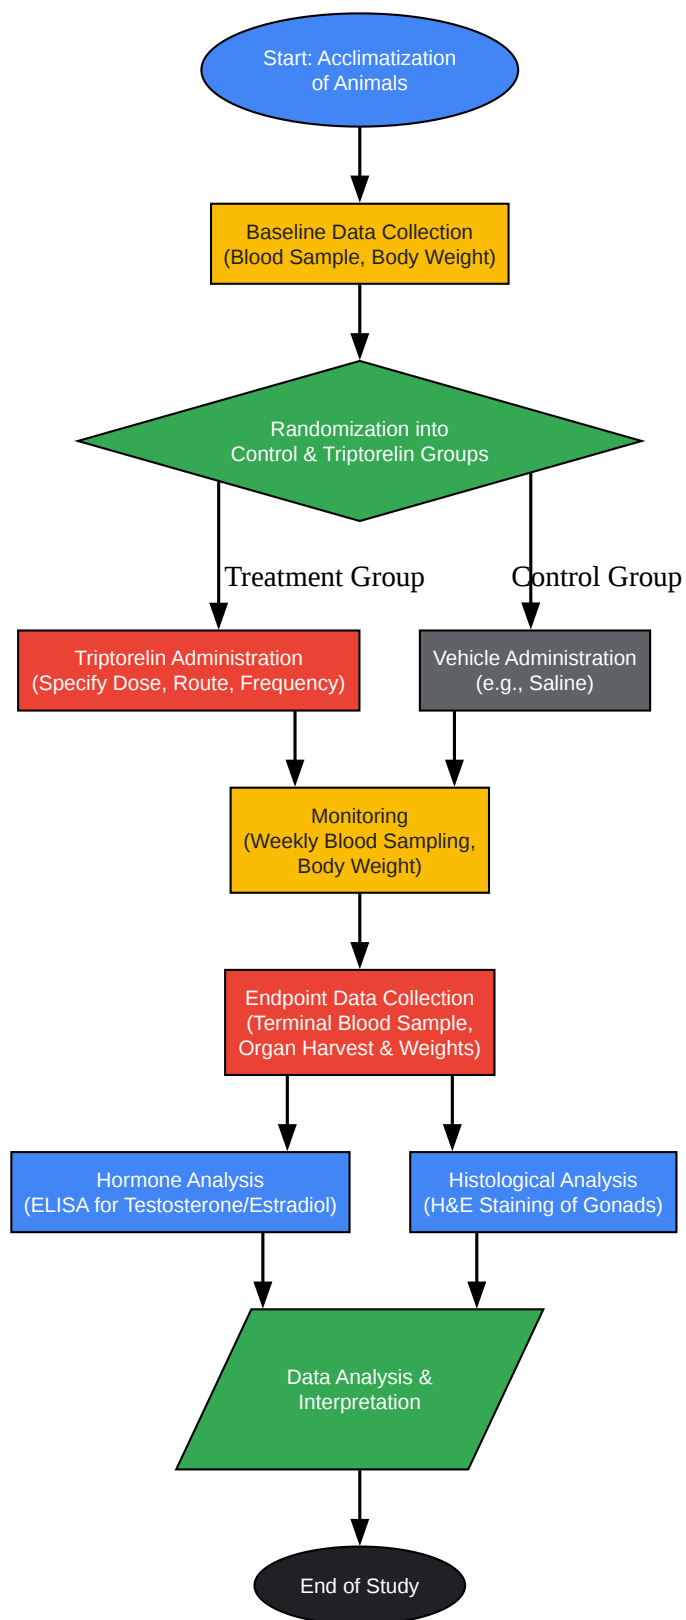 Start: Acclimatization
of Animals
Baseline Data Collection
(Blood Sample, Body Weight)
Randomization into
Control & Triptorelin Groups
Treatment Group
Control Group
Triptorelin Administration
(Specify Dose, Route, Frequency)
Vehicle Administration
(e.g., Saline)
Monitoring
(Weekly Blood Sampling,
Body Weight)
Endpoint Data Collection
(Terminal Blood Sample,
Organ Harvest & Weights)
Hormone Analysis
(ELISA for Testosterone/Estradiol)
Histological Analysis
(H&E Staining of Gonads)
Data Analysis &
Interpretation
End of Study